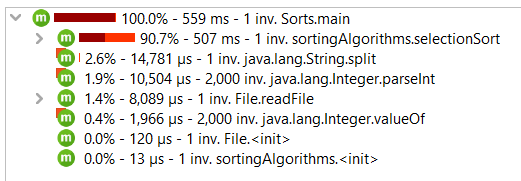 m 100.0% - 559 ms - 1 inv. Sorts.main
m 90.7% - 507 ms - 1 inv. sortingAlgorithms.selectionSort
m 2.6% - 14,781 µs - 1 inv. java.lang.String.split
m 1.9% - 10,504 µs - 2,000 inv. java.lang.Integer.parseInt
m 1.4% - 8,089 µs - 1 inv. File.readFile
m 0.4% - 1,966 µs - 2,000 inv. java.lang.Integer.valueOf
m 0.0% - 120 µs - 1 inv. File.<init>
m 0.0% - 13 µs - 1 inv. sortingAlgorithms.<init>